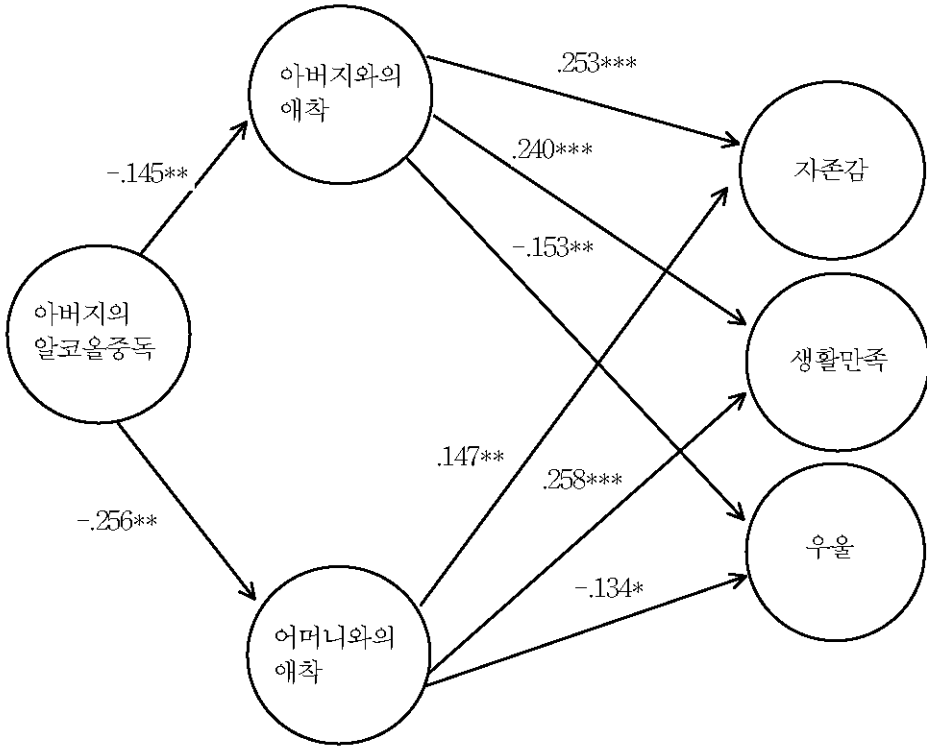 아버지와의
애착
.253***
자존감
.240***
-.145**
-.153**
아버지의
알코올중독
생활만족
.147**
.258***
-.256**
우울
-.134*
어머니와의
애착